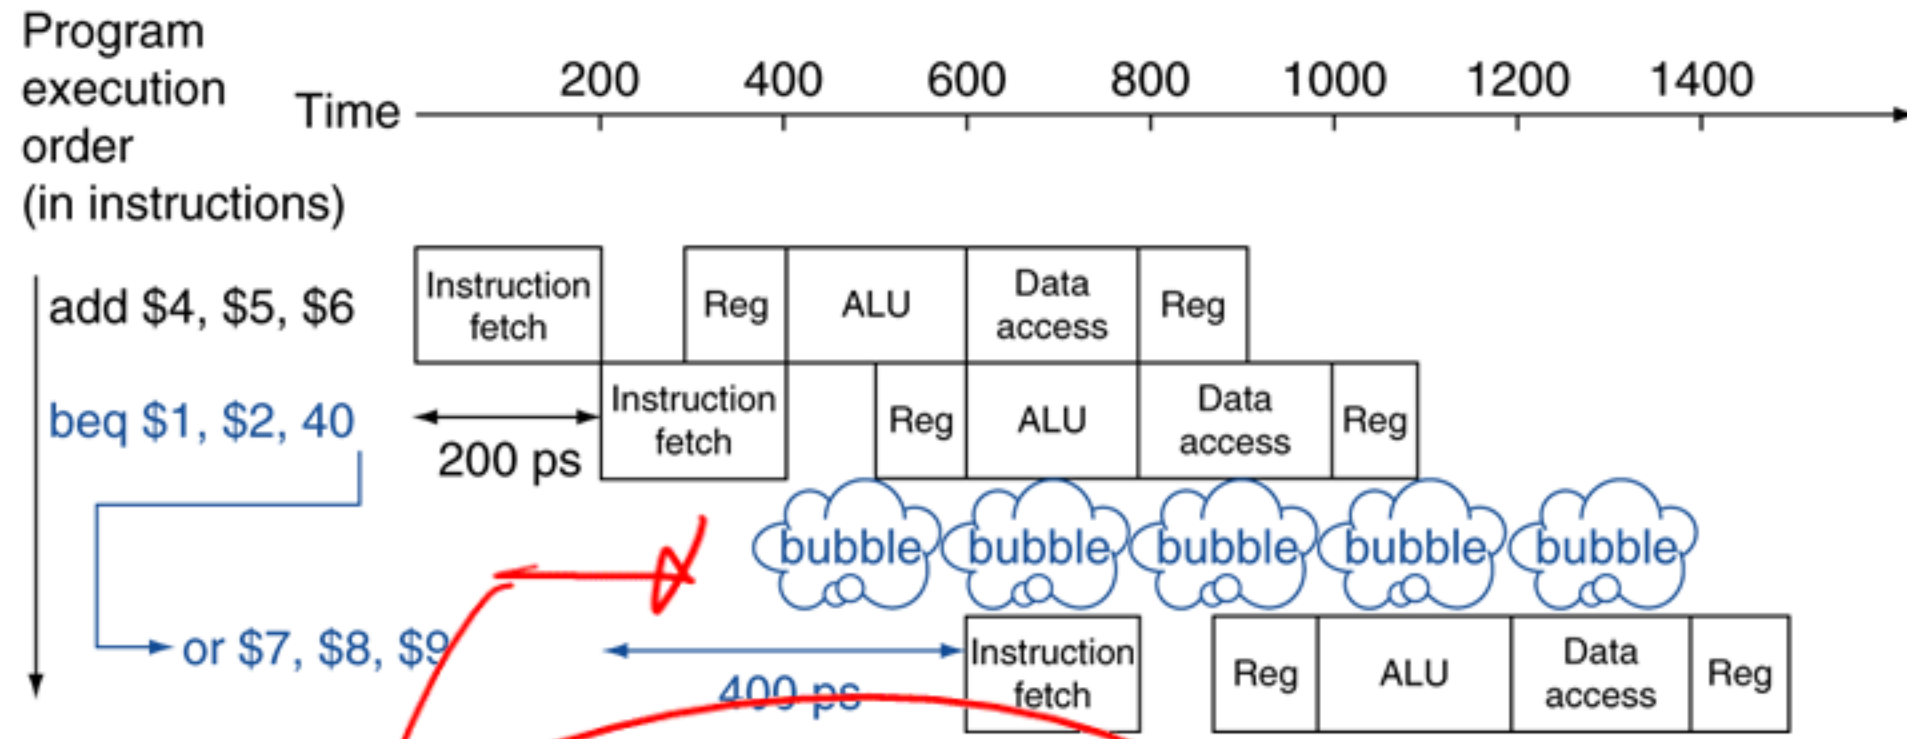 Program
execution
order
(in instructions)
Time
200 400 600 800 1000 1200 1400
add $4, $5, $6
Instruction
fetch
Reg
ALU
Data
access
Reg
beq $1, $2, 40
200 ps
Instruction
fetch
Reg
ALU
Data
access
Reg
bubble bubble bubble bubble bubble
or $7, $8, $9
400 ps
Instruction
fetch
Reg
ALU
Data
access
Reg